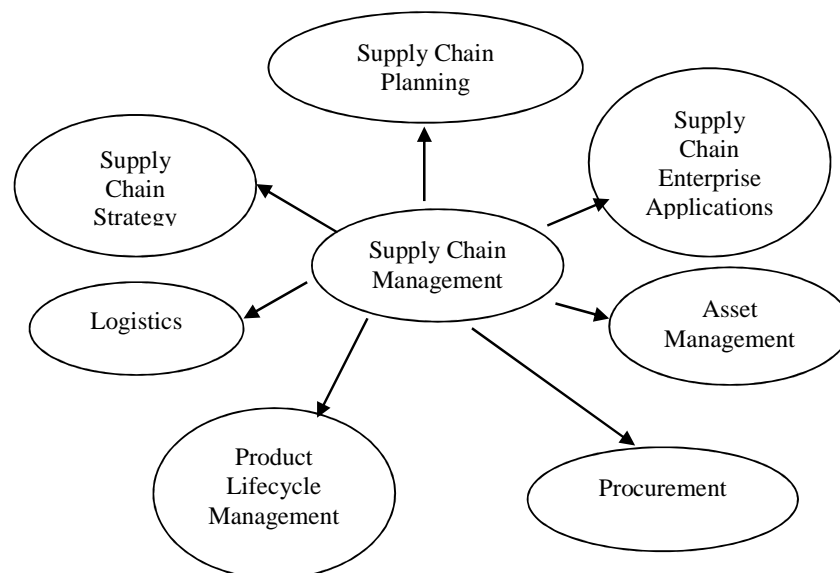 Supply Chain
Planning
Supply
Chain
Enterprise
Applications
Supply
Chain
Strategy
Supply Chain
Management
Logistics
Asset
Management
Product
Lifecycle
Management
Procurement